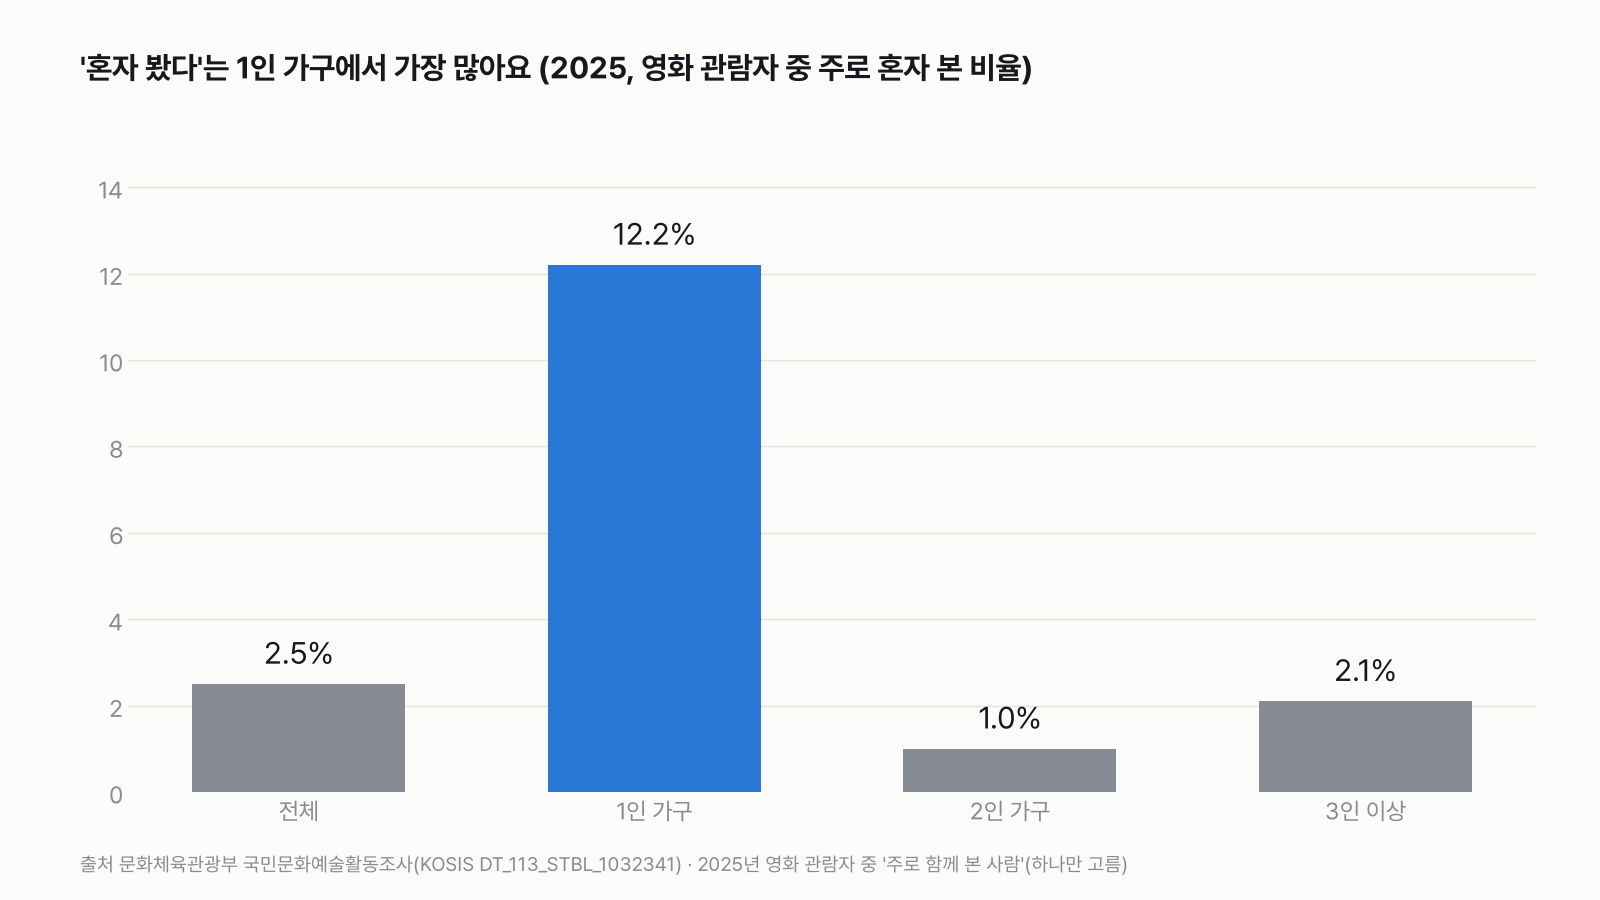 '혼자 봤다'는 1인 가구에서 가장 많아요 (2025, 영화 관람자 중 주로 혼자 본 비율)
14
12
10
8
6
4
2
0
2.5%
12.2%
1.0%
2.1%
전체
1인 가구
2인 가구
3인 이상
출처 문화체육관광부 국민문화예술활동조사(KOSIS DT_113_STBL_1032341) · 2025년 영화 관람자 중 '주로 함께 본 사람'(하나만 고름)